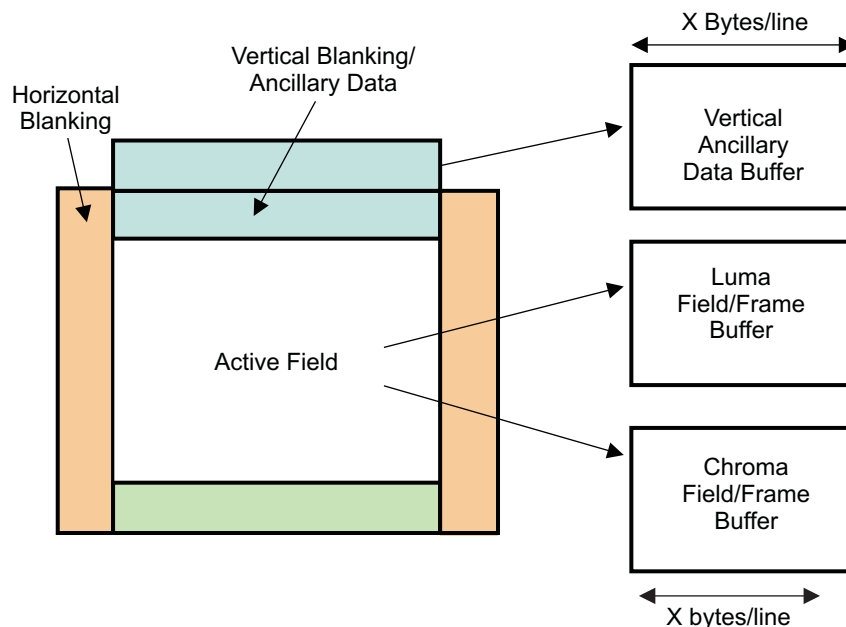 X Bytes/line
Vertical Blanking/
Ancillary Data
Horizontal
Blanking
Vertical
Ancillary
Data Buffer
Luma
Field/Frame
Buffer
Active Field
Chroma
Field/Frame
Buffer
X bytes/line